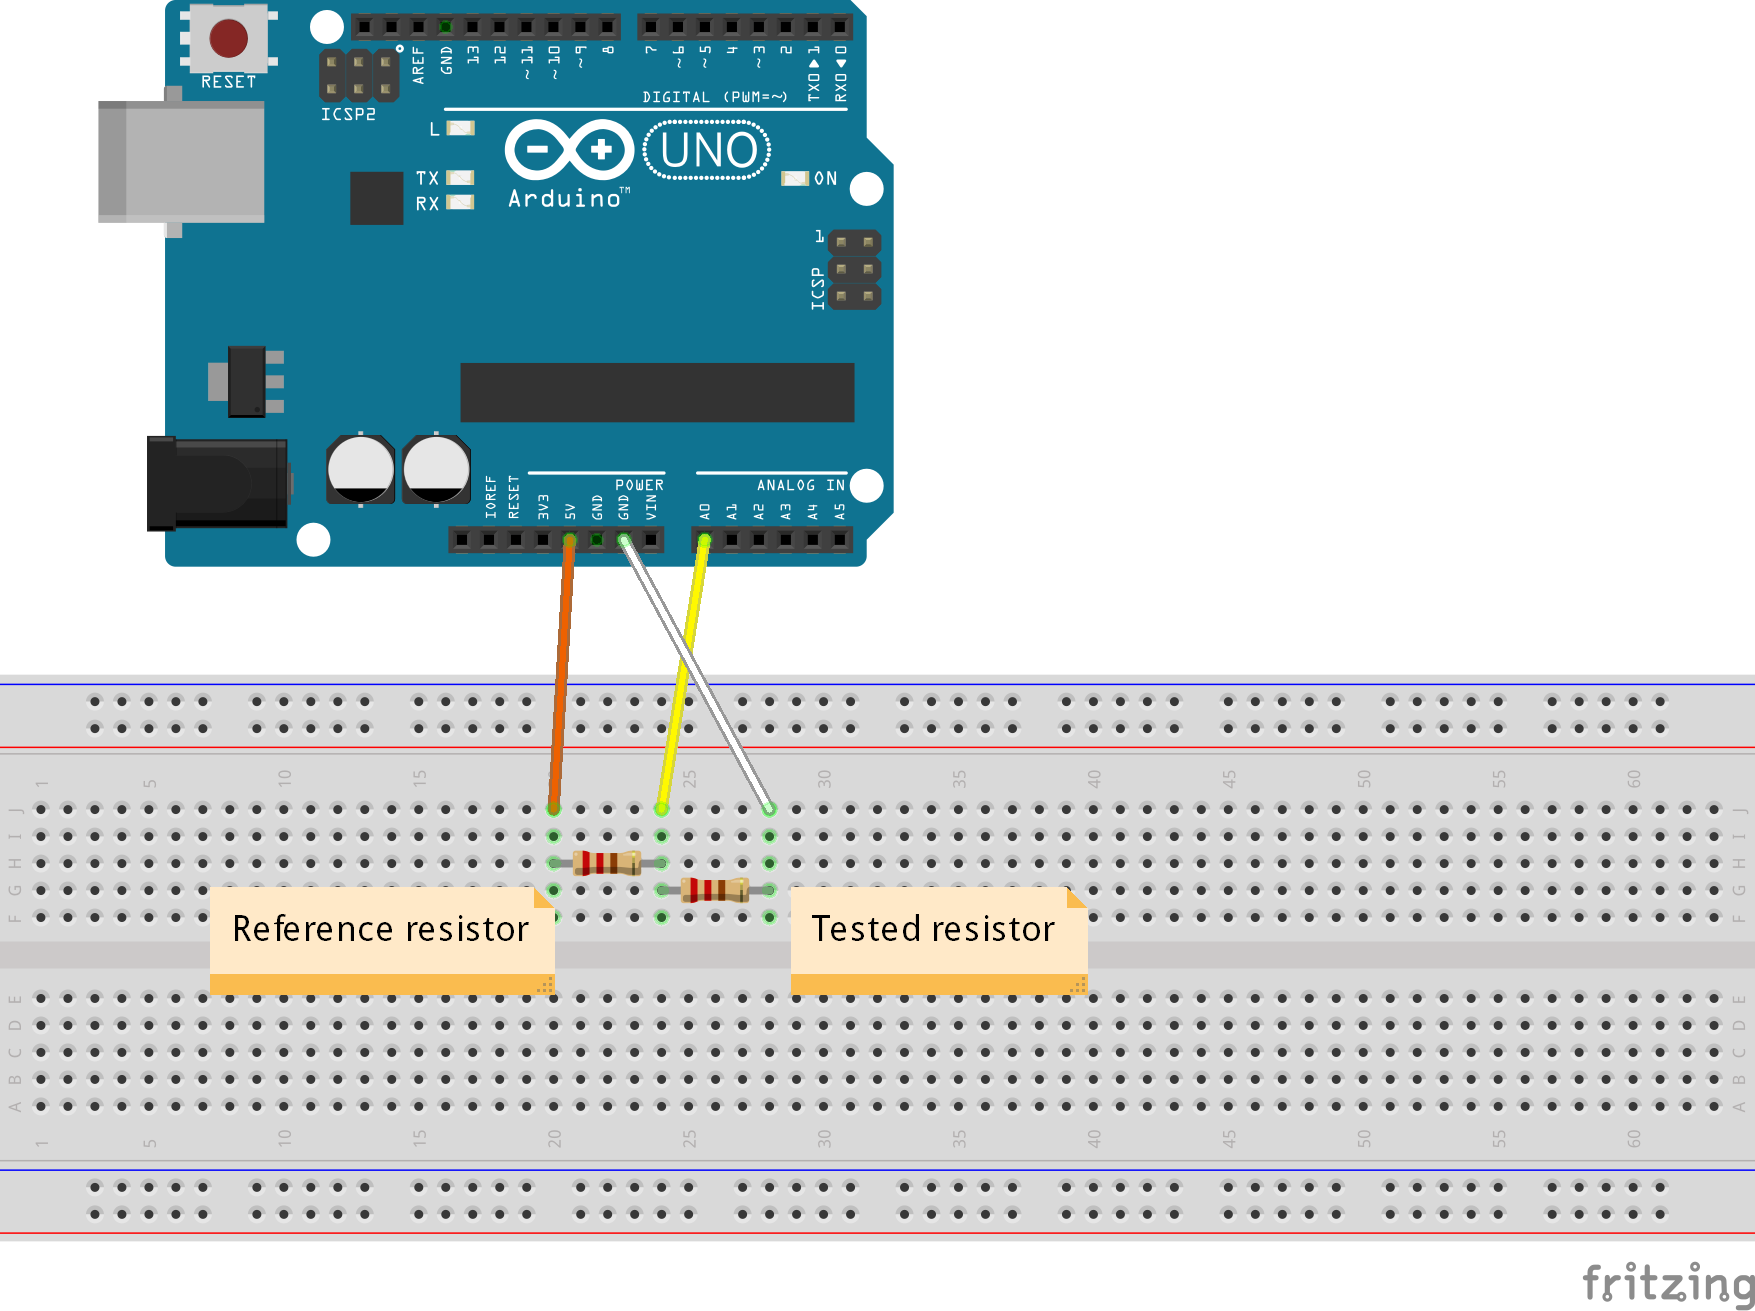 RESET
ICSP2
AREF
GND
13
12
~11
~10
~9
8
7
~6
~5
4
~3
2
TX0▶1
RX0◀0
DIGITAL (PWM=~)
L
TX
RX
UNO
Arduino™
ON
1
ICSP
POWER
ANALOG IN
IOREF
RESET
3V3
5V
GND
GND
VIN
A0
A1
A2
A3
A4
A5
1 5 10 15 25 30 35 40 45 50 55 60
J J
I I
H H
G G
F F
Reference resistor
Tested resistor
E E
D D
C C
B B
A A
1 5 10 15 20 25 30 35 40 45 50 55 60
fritzing